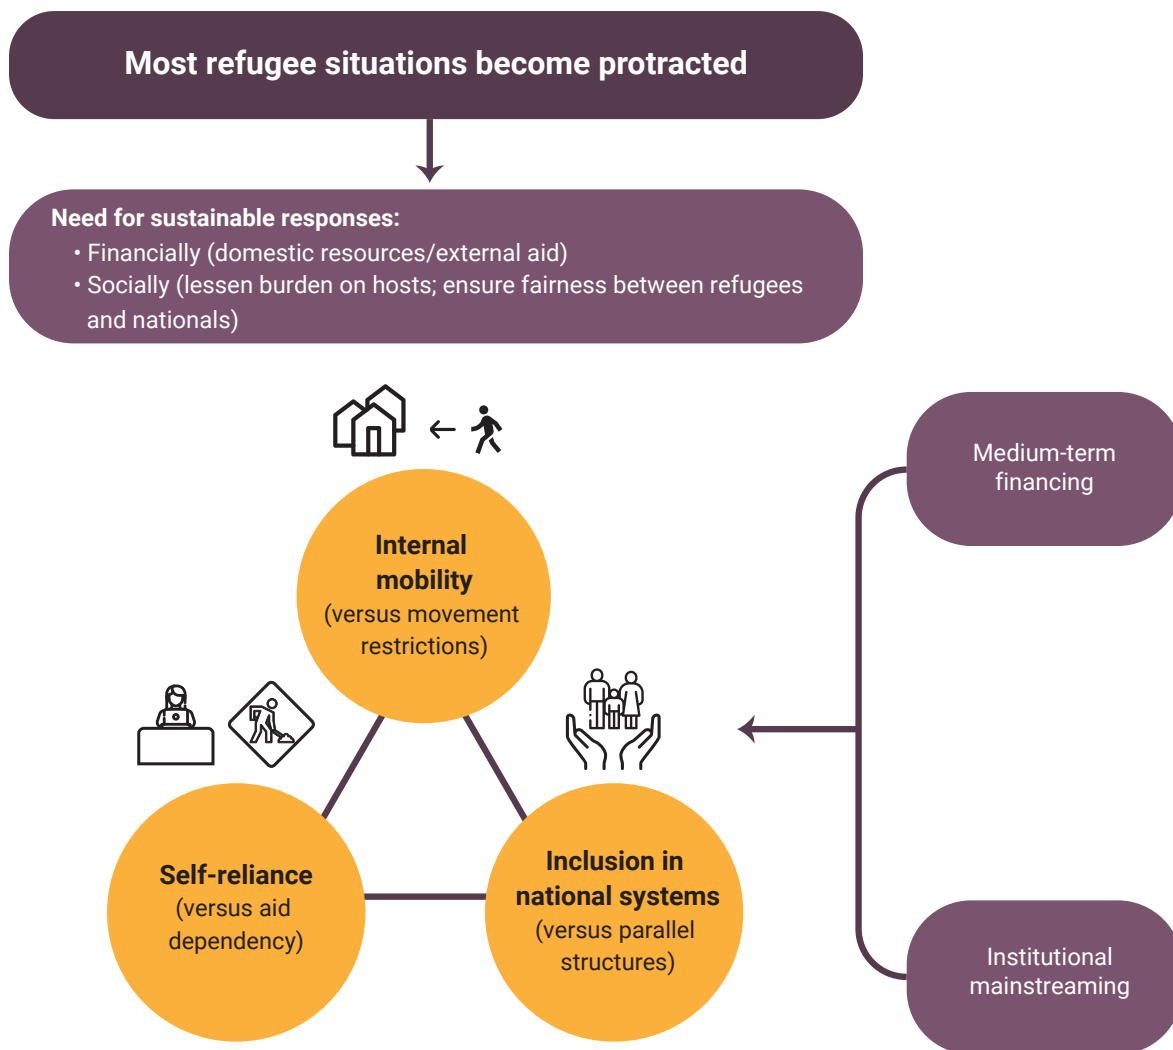 Most refugee situations become protracted
Need for sustainable responses:
• Financially (domestic resources/external aid)
• Socially (lessen burden on hosts; ensure fairness between refugees
and nationals)
Internal
mobility
(versus movement
restrictions)
Self-reliance
(versus aid
dependency)
Inclusion in
national systems
(versus parallel
structures)
Medium-term
financing
Institutional
mainstreaming